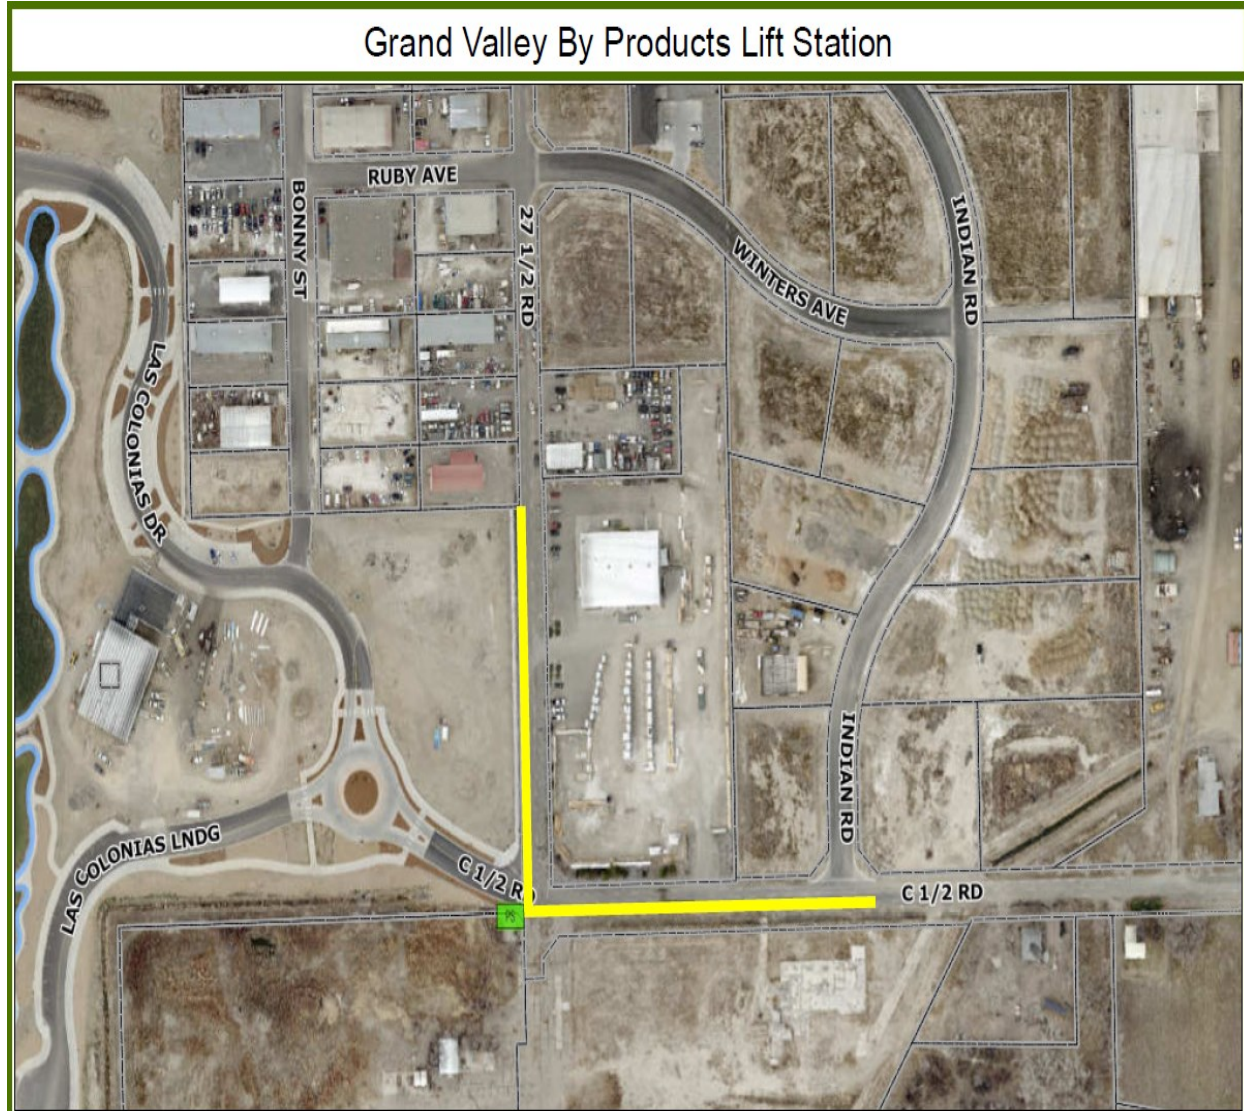 Grand Valley By Products Lift Station
RUBY AVE
BONNY ST
27 1/2 RD
INDIAN RD
WINTERS AVE
LAS COLONIAS DR
INDIAN RD
LAS COLONIAS LNDG
C 1/2 RD
C 1/2 RD
PS